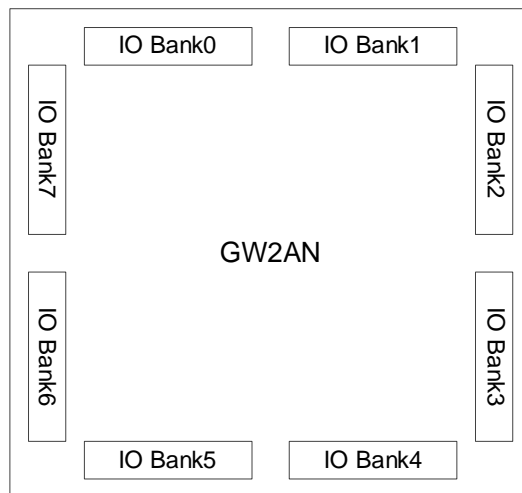 IO Bank0
IO Bank1
IO Bank7
IO Bank2
GW2AN
IO Bank6
IO Bank3
IO Bank5
IO Bank4